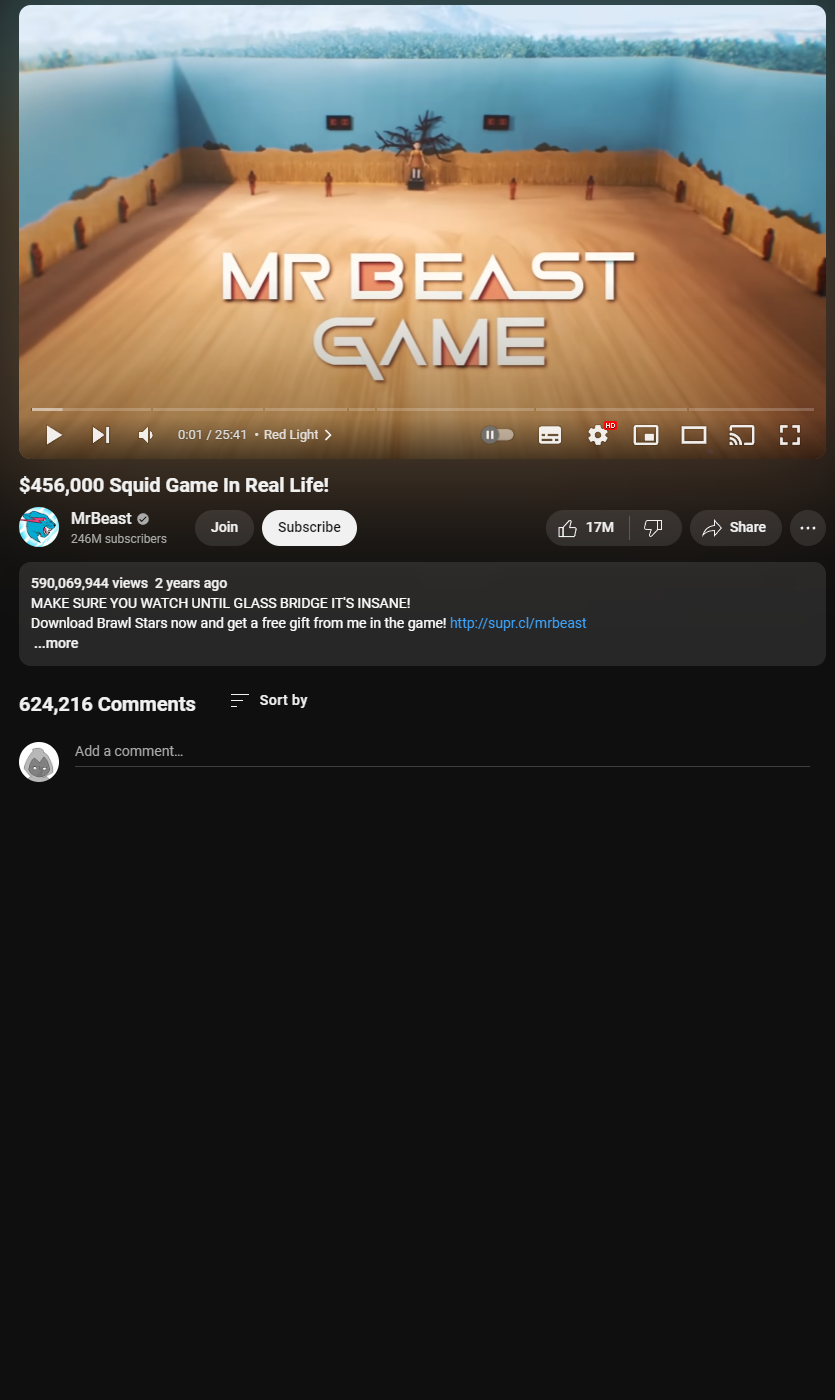 MR BEAST
GAME
0:01 / 25:41 • Red Light
HD
$456,000 Squid Game In Real Life!
MrBeast
246M subscribers
Join
Subscribe
17M
Share
590,069,944 views 2 years ago
MAKE SURE YOU WATCH UNTIL GLASS BRIDGE IT'S INSANE!
Download Brawl Stars now and get a free gift from me in the game! http://supr.cl/mrbeast
...more
624,216 Comments
Sort by
Add a comment...